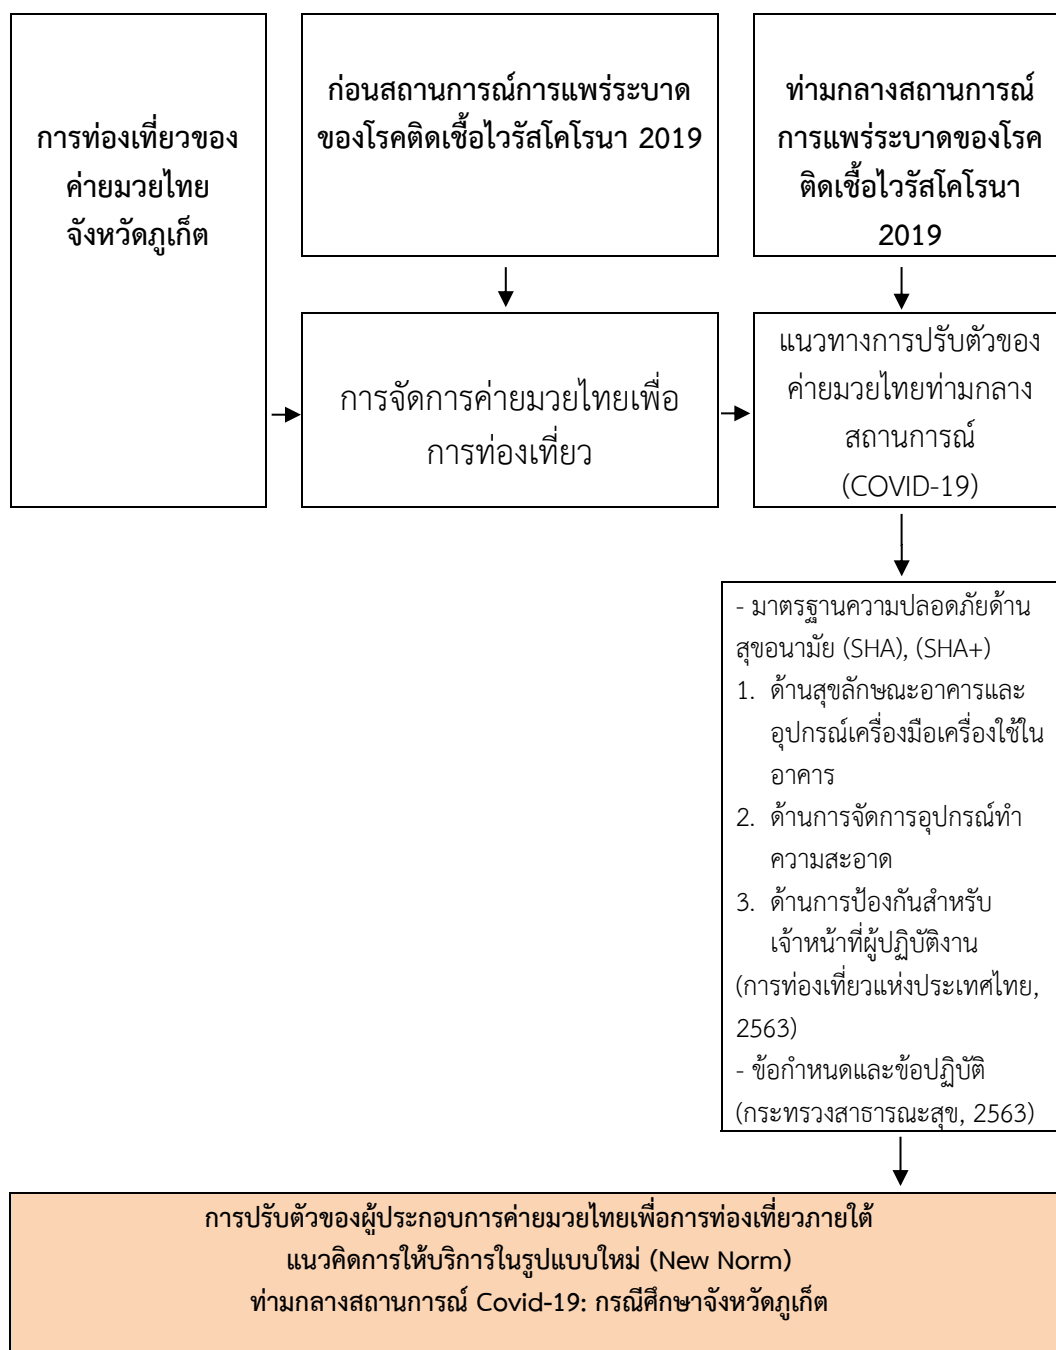 การท่องเที่ยวของ
ค่ายมวยไทย
จังหวัดภูเก็ต
ก่อนสถานการณ์การแพร่ระบาด
ของโรคติดเชื้อไวรัสโคโรนา 2019
ท่ามกลางสถานการณ์
การแพร่ระบาดของโรค
ติดเชื้อไวรัสโคโรนา
2019
การจัดการค่ายมวยไทยเพื่อ
การท่องเที่ยว
แนวทางการปรับตัวของ
ค่ายมวยไทยท่ามกลาง
สถานการณ์
(COVID-19)
- มาตรฐานความปลอดภัยด้าน
สุขอนามัย (SHA), (SHA+)
1. ด้านสุขลักษณะอาคารและ
อุปกรณ์เครื่องมือเครื่องใช้ใน
อาคาร
2. ด้านการจัดการอุปกรณ์ทำ
ความสะอาด
3. ด้านการป้องกันสำหรับ
เจ้าหน้าที่ผู้ปฏิบัติงาน
(การท่องเที่ยวแห่งประเทศไทย,
2563)
- ข้อกำหนดและข้อปฏิบัติ
(กระทรวงสาธารณะสุข, 2563)
การปรับตัวของผู้ประกอบการค่ายมวยไทยเพื่อการท่องเที่ยวภายใต้
แนวคิดการให้บริการในรูปแบบใหม่ (New Norm)
ท่ามกลางสถานการณ์ Covid-19: กรณีศึกษาจังหวัดภูเก็ต